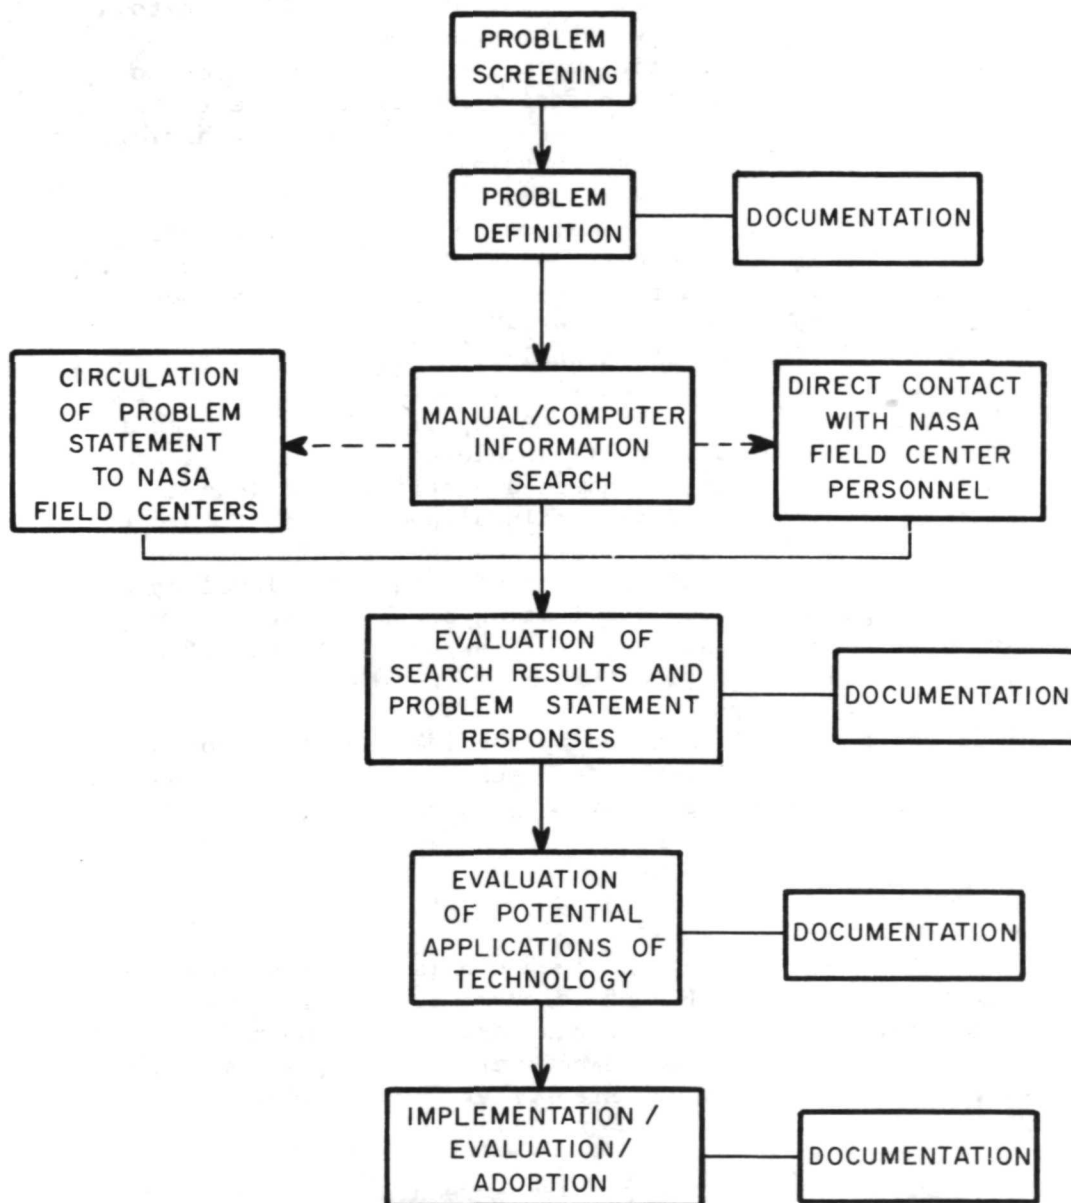 PROBLEM
SCREENING
PROBLEM
DEFINITION
DOCUMENTATION
CIRCULATION
OF PROBLEM
STATEMENT
TO NASA
FIELD CENTERS
MANUAL/COMPUTER
INFORMATION
SEARCH
DIRECT CONTACT
WITH NASA
FIELD CENTER
PERSONNEL
EVALUATION OF
SEARCH RESULTS AND
PROBLEM STATEMENT
RESPONSES
DOCUMENTATION
EVALUATION
OF POTENTIAL
APPLICATIONS OF
TECHNOLOGY
DOCUMENTATION
IMPLEMENTATION /
EVALUATION/
ADOPTION
DOCUMENTATION